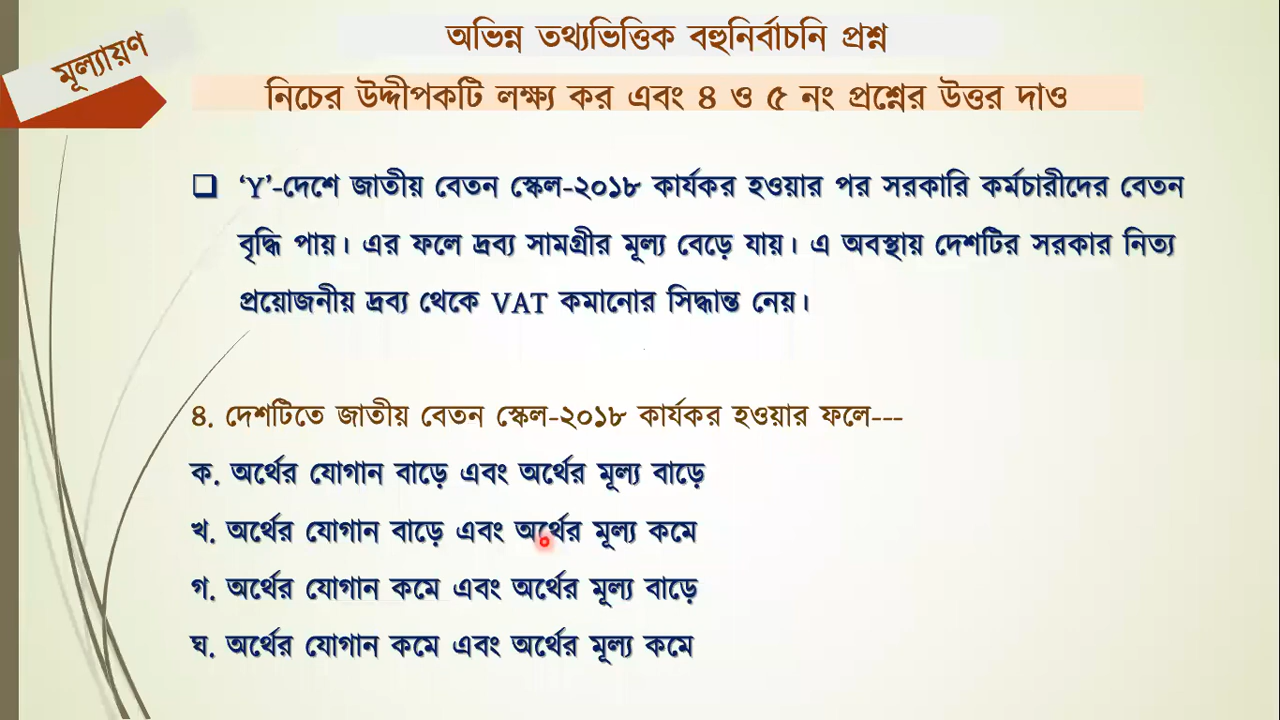 মূল্যায়ণ
অভিন্ন তথ্যভিত্তিক বহুনির্বাচনি প্রশ্ন
নিচের উদ্দীপকটি লক্ষ্য কর এবং ৪ ও ৫ নং প্রশ্নের উত্তর দাও
‘Y’-দেশে জাতীয় বেতন স্কেল-২০১৮ কার্যকর হওয়ার পর সরকারি কর্মচারীদের বেতন
বৃদ্ধি পায়। এর ফলে দ্রব্য সামগ্রীর মূল্য বেড়ে যায়। এ অবস্থায় দেশটির সরকার নিত্য
প্রয়োজনীয় দ্রব্য থেকে VAT কমানোর সিদ্ধান্ত নেয়।
৪. দেশটিতে জাতীয় বেতন স্কেল-২০১৮ কার্যকর হওয়ার ফলে---
ক. অর্থের যোগান বাড়ে এবং অর্থের মূল্য বাড়ে
খ. অর্থের যোগান বাড়ে এবং অর্থের মূল্য কমে
গ. অর্থের যোগান কমে এবং অর্থের মূল্য বাড়ে
ঘ. অর্থের যোগান কমে এবং অর্থের মূল্য কমে